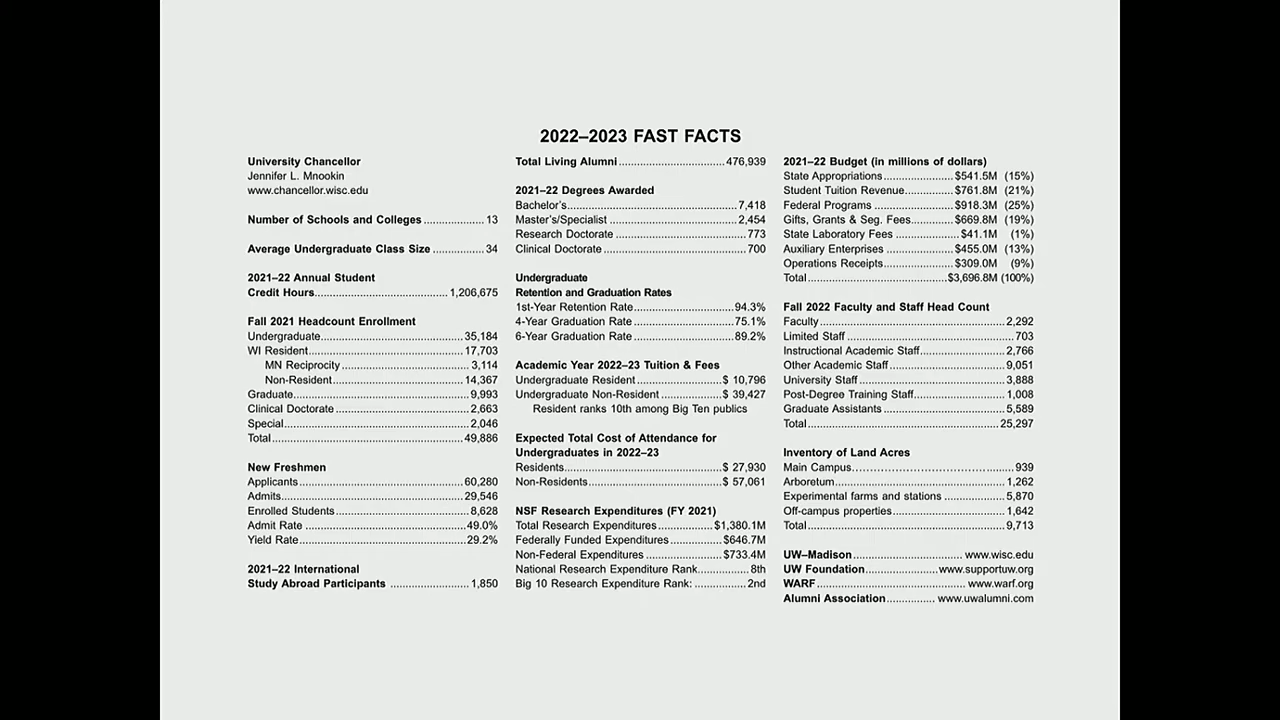 2022–2023 FAST FACTS
University Chancellor
Jennifer L. Mnookin
www.chancellor.wisc.edu
Number of Schools and Colleges .................... 13
Average Undergraduate Class Size ................. 34
2021–22 Annual Student
Credit Hours............................................. 1,206,675
Fall 2021 Headcount Enrollment
Undergraduate.............................................. 35,184
WI Resident.................................................... 17,703
MN Reciprocity ......................................... 3,114
Non-Resident............................................ 14,367
Graduate.......................................................... 9,993
Clinical Doctorate ........................................... 2,663
Special............................................................ 2,046
Total................................................................ 49,886
New Freshmen
Applicants....................................................... 60,280
Admits............................................................. 29,546
Enrolled Students ........................................... 8,628
Admit Rate ...................................................... 49.0%
Yield Rate........................................................ 29.2%
2021–22 International
Study Abroad Participants .......................... 1,850
Total Living Alumni ................................... 476,939
2021–22 Degrees Awarded
Bachelor’s........................................................ 7,418
Master’s/Specialist .......................................... 2,454
Research Doctorate ........................................... 773
Clinical Doctorate ............................................... 700
Undergraduate
Retention and Graduation Rates
1st-Year Retention Rate................................. 94.3%
4-Year Graduation Rate ................................. 75.1%
6-Year Graduation Rate ................................. 89.2%
Academic Year 2022–23 Tuition & Fees
Undergraduate Resident ............................ $ 10,796
Undergraduate Non-Resident .................... $ 39,427
Resident ranks 10th among Big Ten publics
Expected Total Cost of Attendance for
Undergraduates in 2022–23
Residents.................................................... $ 27,930
Non-Residents............................................. $ 57,061
NSF Research Expenditures (FY 2021)
Total Research Expenditures .................. $1,380.1M
Federally Funded Expenditures .................. $646.7M
Non-Federal Expenditures .......................... $733.4M
National Research Expenditure Rank................. 8th
Big 10 Research Expenditure Rank: .................. 2nd
2021–22 Budget (in millions of dollars)
State Appropriations ....................... $541.5M (15%)
Student Tuition Revenue................ $761.8M (21%)
Federal Programs ........................... $918.3M (25%)
Gifts, Grants & Seg. Fees.............. $669.8M (19%)
State Laboratory Fees ..................... $41.1M (1%)
Auxiliary Enterprises ...................... $455.0M (13%)
Operations Receipts....................... $309.0M (9%)
Total .............................................. $3,696.8M (100%)
Fall 2022 Faculty and Staff Head Count
Faculty ............................................................. 2,292
Limited Staff ........................................................ 703
Instructional Academic Staff............................ 2,766
Other Academic Staff ...................................... 9,051
University Staff ................................................ 3,888
Post-Degree Training Staff.............................. 1,008
Graduate Assistants ........................................ 5,589
Total ............................................................... 25,297
Inventory of Land Acres
Main Campus............................................... 939
Arboretum........................................................ 1,262
Experimental farms and stations .................... 5,870
Off-campus properties..................................... 1,642
Total................................................................. 9,713
UW–Madison .................................... www.wisc.edu
UW Foundation........................ www.supportuw.org
WARF ................................................. www.warf.org
Alumni Association ................ www.uwalumni.com